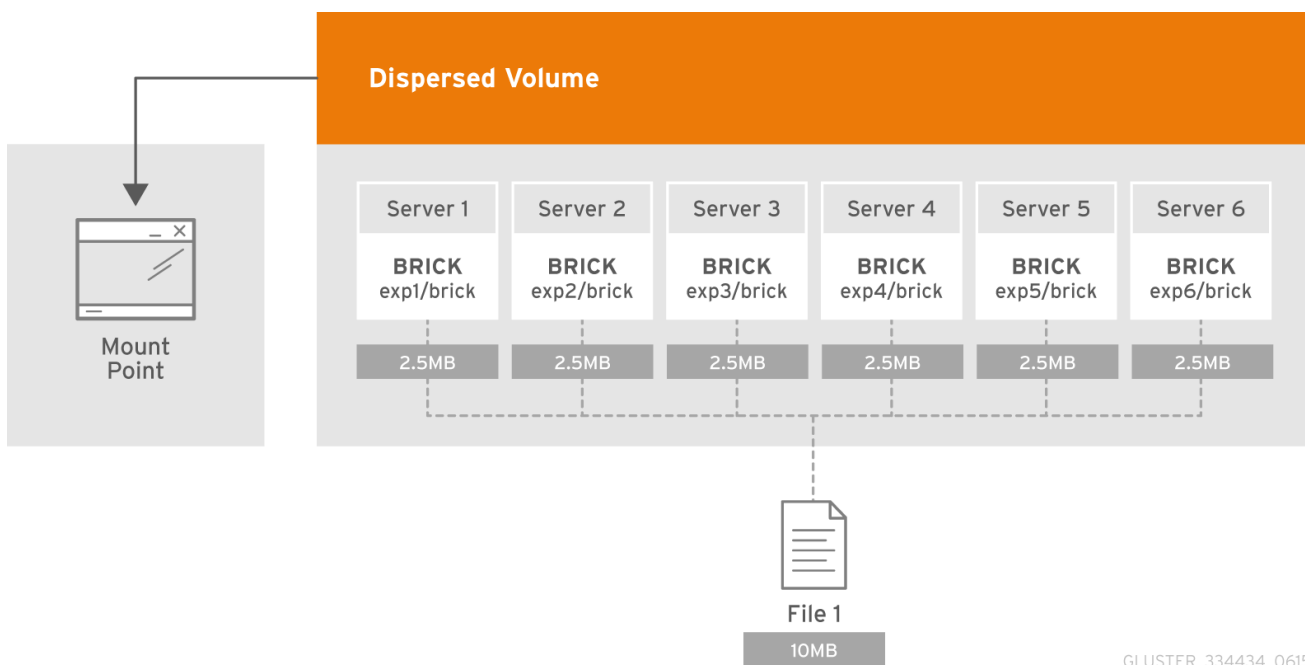 Dispersed Volume
Server 1
Server 2
Server 3
Server 4
Server 5
Server 6
BRICK
exp1/brick
BRICK
exp2/brick
BRICK
exp3/brick
BRICK
exp4/brick
BRICK
exp5/brick
BRICK
exp6/brick
Mount
Point
2.5MB
2.5MB
2.5MB
2.5MB
2.5MB
2.5MB
File 1
10MB
GLUSTER_334434_0615